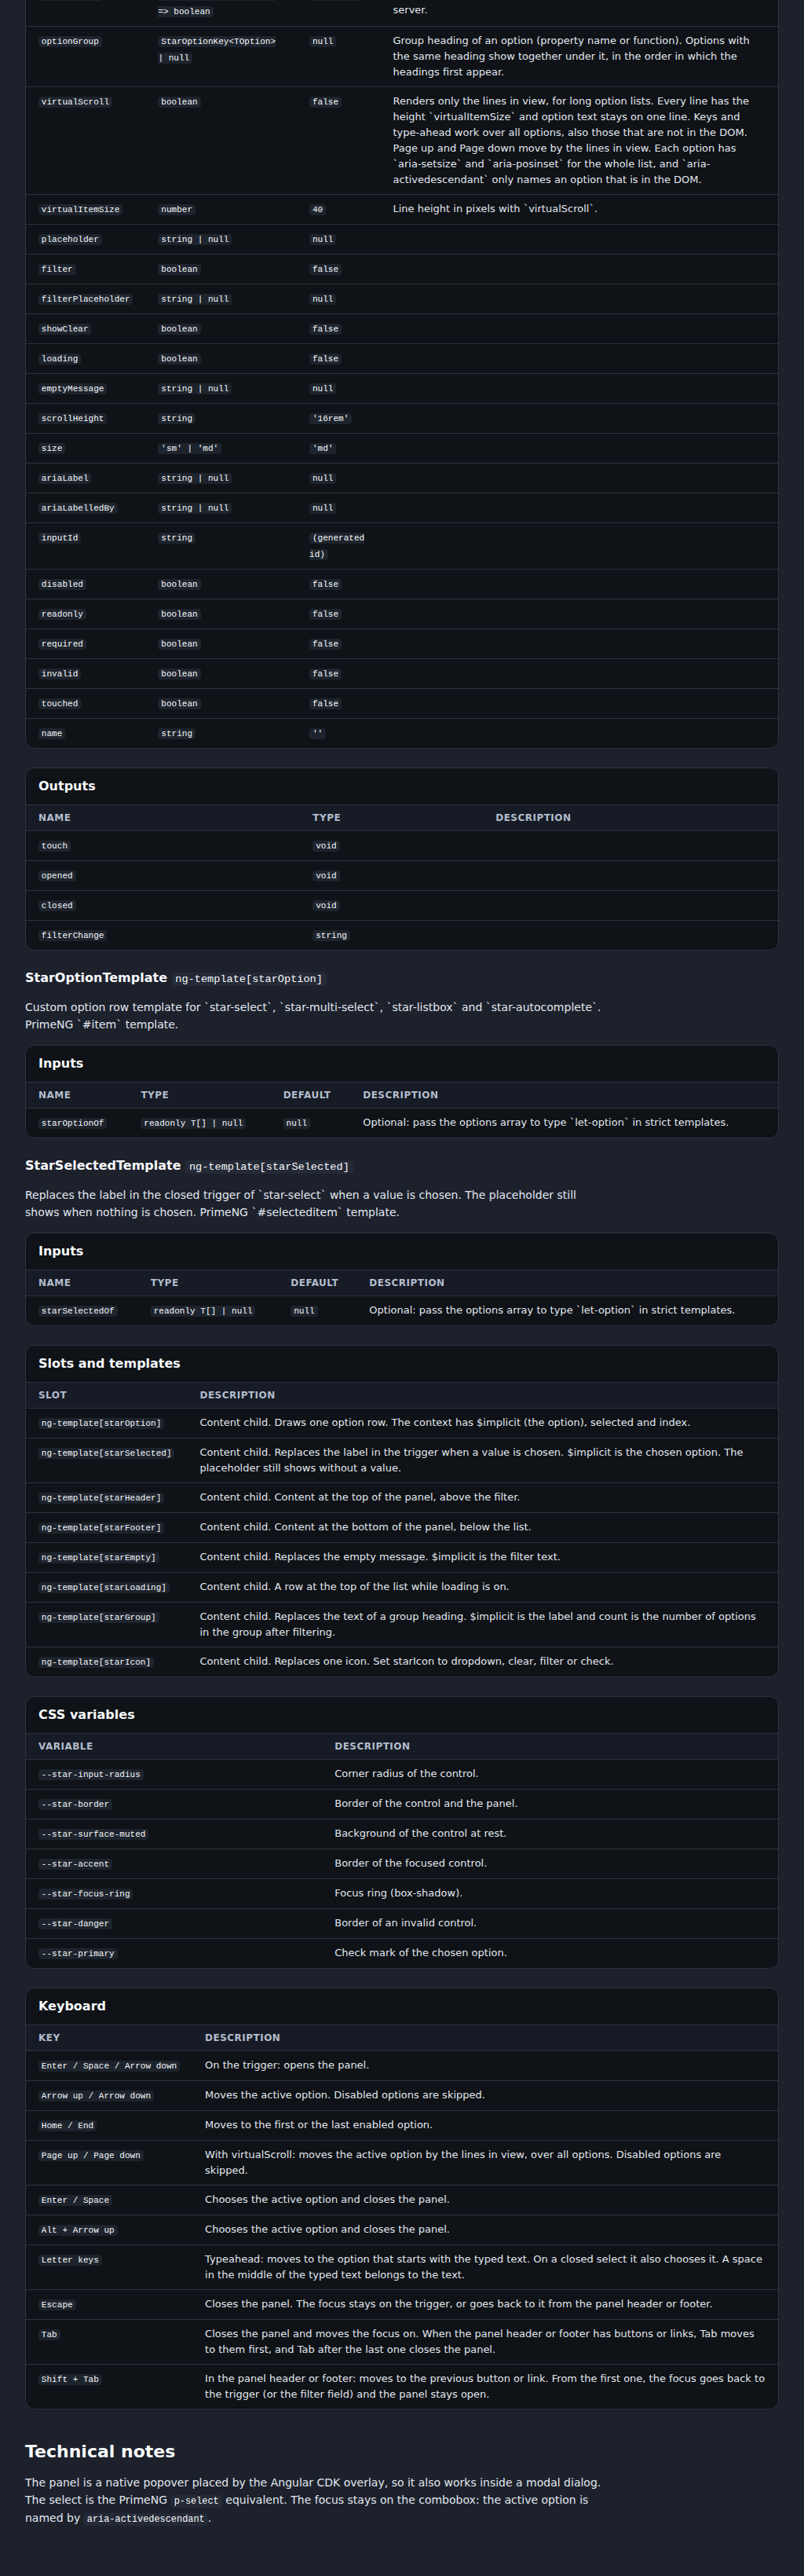 => boolean
server.
optionGroup StarOptionKey<TOption> null Group heading of an option (property name or function). Options with
| null the same heading show together under it, in the order in which the
headings first appear.
virtualScroll boolean false Renders only the lines in view, for long option lists. Every line has the
height `virtualItemSize` and option text stays on one line. Keys and
type-ahead work over all options, also those that are not in the DOM.
Page up and Page down move by the lines in view. Each option has
`aria-setsize` and `aria-posinset` for the whole list, and `aria-
activedescendant` only names an option that is in the DOM.
virtualItemSize number 40 Line height in pixels with `virtualScroll`.
placeholder string | null null
filter boolean false
filterPlaceholder string | null null
showClear boolean false
loading boolean false
emptyMessage string | null null
scrollHeight string '16rem'
size 'sm' | 'md' 'md'
ariaLabel string | null null
ariaLabelledBy string | null null
inputId string (generated
id)
disabled boolean false
readonly boolean false
required boolean false
invalid boolean false
touched boolean false
name string ''
Outputs
NAME TYPE DESCRIPTION
touch void
opened void
closed void
filterChange string
StarOptionTemplate ng-template[starOption]
Custom option row template for `star-select`, `star-multi-select`, `star-listbox` and `star-autocomplete`.
PrimeNG `#item` template.
Inputs
NAME TYPE DEFAULT DESCRIPTION
starOptionOf readonly T[] | null null Optional: pass the options array to type `let-option` in strict templates.
StarSelectedTemplate ng-template[starSelected]
Replaces the label in the closed trigger of `star-select` when a value is chosen. The placeholder still
shows when nothing is chosen. PrimeNG `#selecteditem` template.
Inputs
NAME TYPE DEFAULT DESCRIPTION
starSelectedOf readonly T[] | null null Optional: pass the options array to type `let-option` in strict templates.
Slots and templates
SLOT DESCRIPTION
ng-template[starOption] Content child. Draws one option row. The context has $implicit (the option), selected and index.
ng-template[starSelected] Content child. Replaces the label in the trigger when a value is chosen. $implicit is the chosen option. The
placeholder still shows without a value.
ng-template[starHeader] Content child. Content at the top of the panel, above the filter.
ng-template[starFooter] Content child. Content at the bottom of the panel, below the list.
ng-template[starEmpty] Content child. Replaces the empty message. $implicit is the filter text.
ng-template[starLoading] Content child. A row at the top of the list while loading is on.
ng-template[starGroup] Content child. Replaces the text of a group heading. $implicit is the label and count is the number of options
in the group after filtering.
ng-template[starIcon] Content child. Replaces one icon. Set starIcon to dropdown, clear, filter or check.
CSS variables
VARIABLE DESCRIPTION
--star-input-radius Corner radius of the control.
--star-border Border of the control and the panel.
--star-surface-muted Background of the control at rest.
--star-accent Border of the focused control.
--star-focus-ring Focus ring (box-shadow).
--star-danger Border of an invalid control.
--star-primary Check mark of the chosen option.
Keyboard
KEY DESCRIPTION
Enter / Space / Arrow down On the trigger: opens the panel.
Arrow up / Arrow down Moves the active option. Disabled options are skipped.
Home / End Moves to the first or the last enabled option.
Page up / Page down With virtualScroll: moves the active option by the lines in view, over all options. Disabled options are
skipped.
Enter / Space Chooses the active option and closes the panel.
Alt + Arrow up Chooses the active option and closes the panel.
Letter keys Typeahead: moves to the option that starts with the typed text. On a closed select it also chooses it. A space
in the middle of the typed text belongs to the text.
Escape Closes the panel. The focus stays on the trigger, or goes back to it from the panel header or footer.
Tab Closes the panel and moves the focus on. When the panel header or footer has buttons or links, Tab moves
to them first, and Tab after the last one closes the panel.
Shift + Tab In the panel header or footer: moves to the previous button or link. From the first one, the focus goes back to
the trigger (or the filter field) and the panel stays open.
Technical notes
The panel is a native popover placed by the Angular CDK overlay, so it also works inside a modal dialog.
The select is the PrimeNG p-select equivalent. The focus stays on the combobox: the active option is
named by aria-activedescendant.